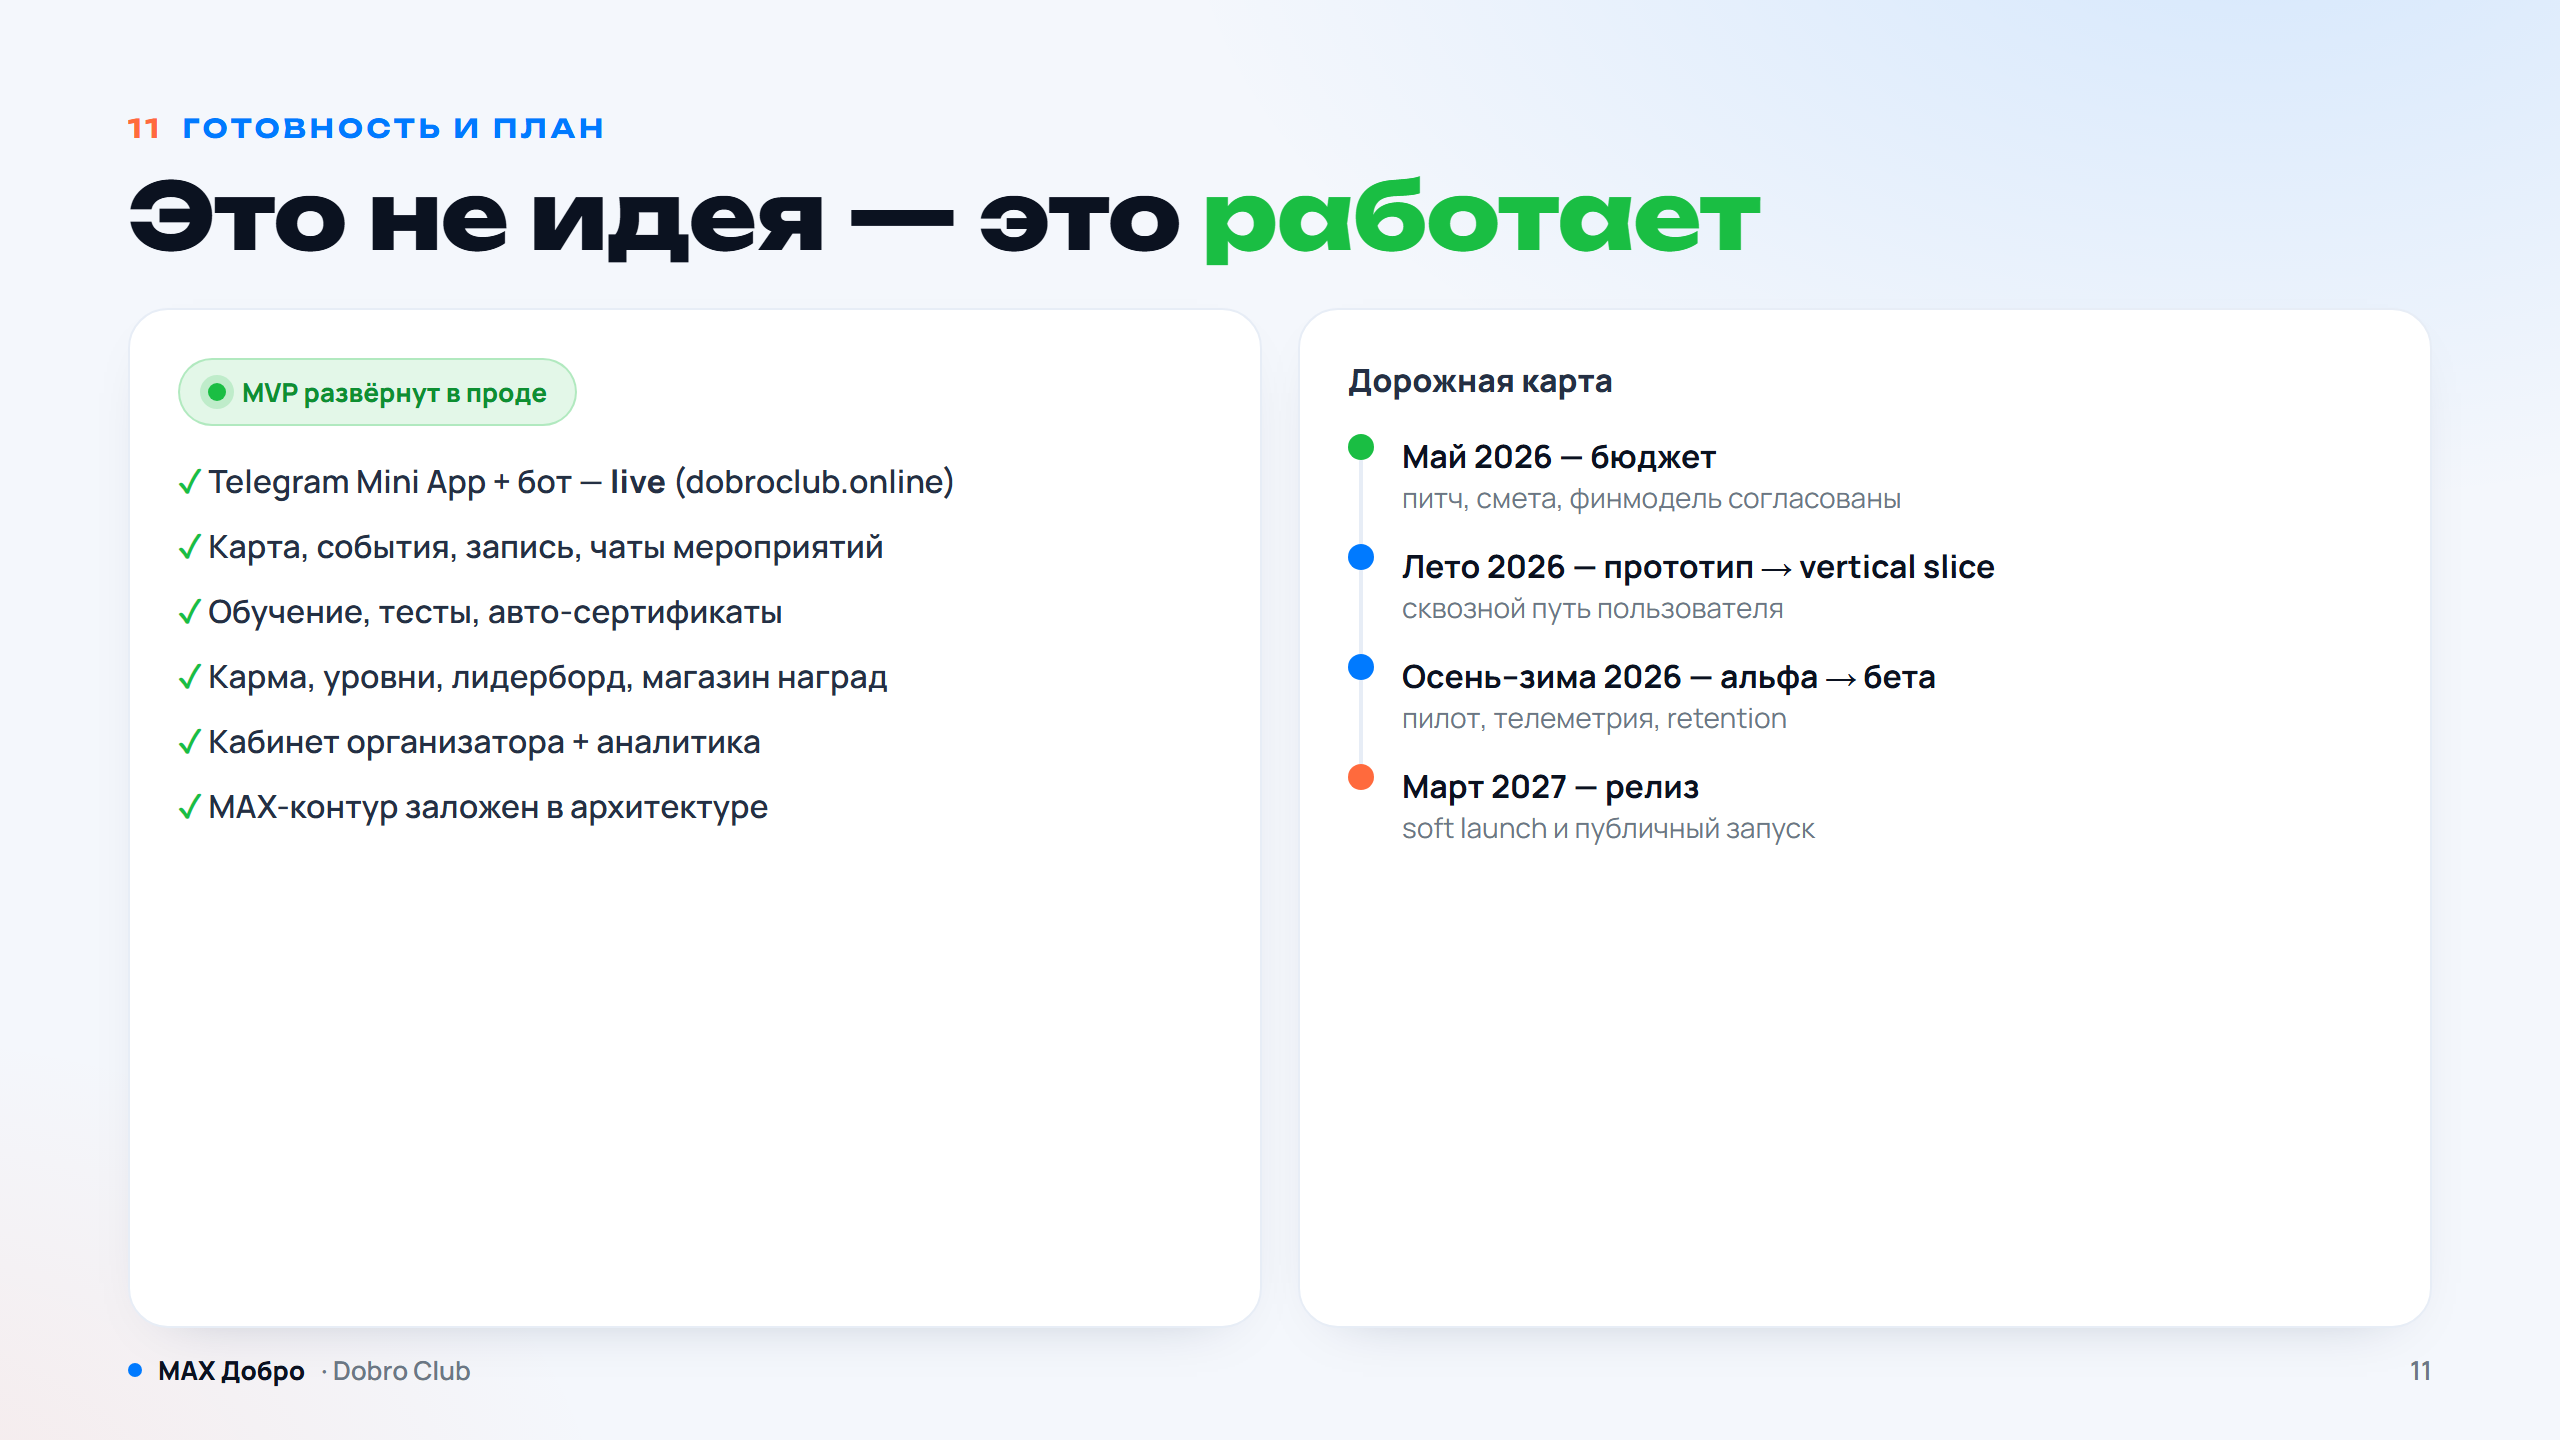 11 ГОТОВНОСТЬ И ПЛАН
Это не идея — это работает
MVP развёрнут в проде
✓ Telegram Mini App + бот — live (dobroclub.online)
✓ Карта, события, запись, чаты мероприятий
✓ Обучение, тесты, авто-сертификаты
✓ Карма, уровни, лидерборд, магазин наград
✓ Кабинет организатора + аналитика
✓ MAX-контур заложен в архитектуре
Дорожная карта
Май 2026 — бюджет
питч, смета, финмодель согласованы
Лето 2026 — прототип → vertical slice
сквозной путь пользователя
Осень–зима 2026 — альфа → бета
пилот, телеметрия, retention
Март 2027 — релиз
soft launch и публичный запуск
MAX Добро · Dobro Club
11